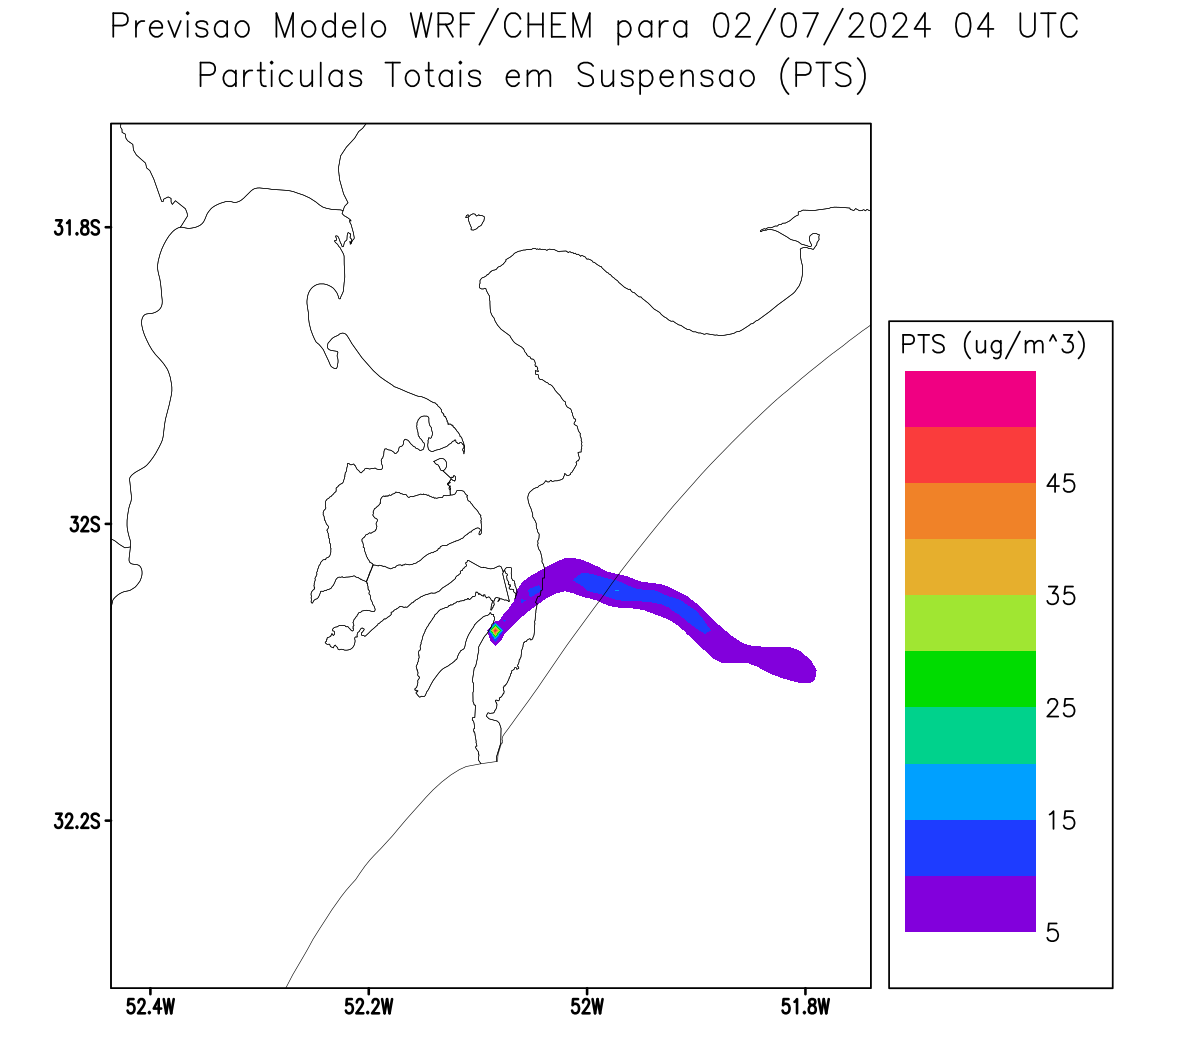 Previsao Modelo WRF/CHEM para 02/07/2024 04 UTC
Particulas Totais em Suspensao (PTS)
31.8S
32S
32.2S
52.4W
52.2W
52W
51.8W
PTS (ug/m^3)
45
35
25
15
5